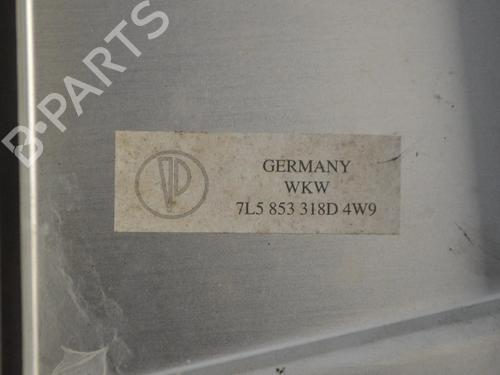 B-PARTS
GERMANY
WKW
7L5 853 318D 4W9